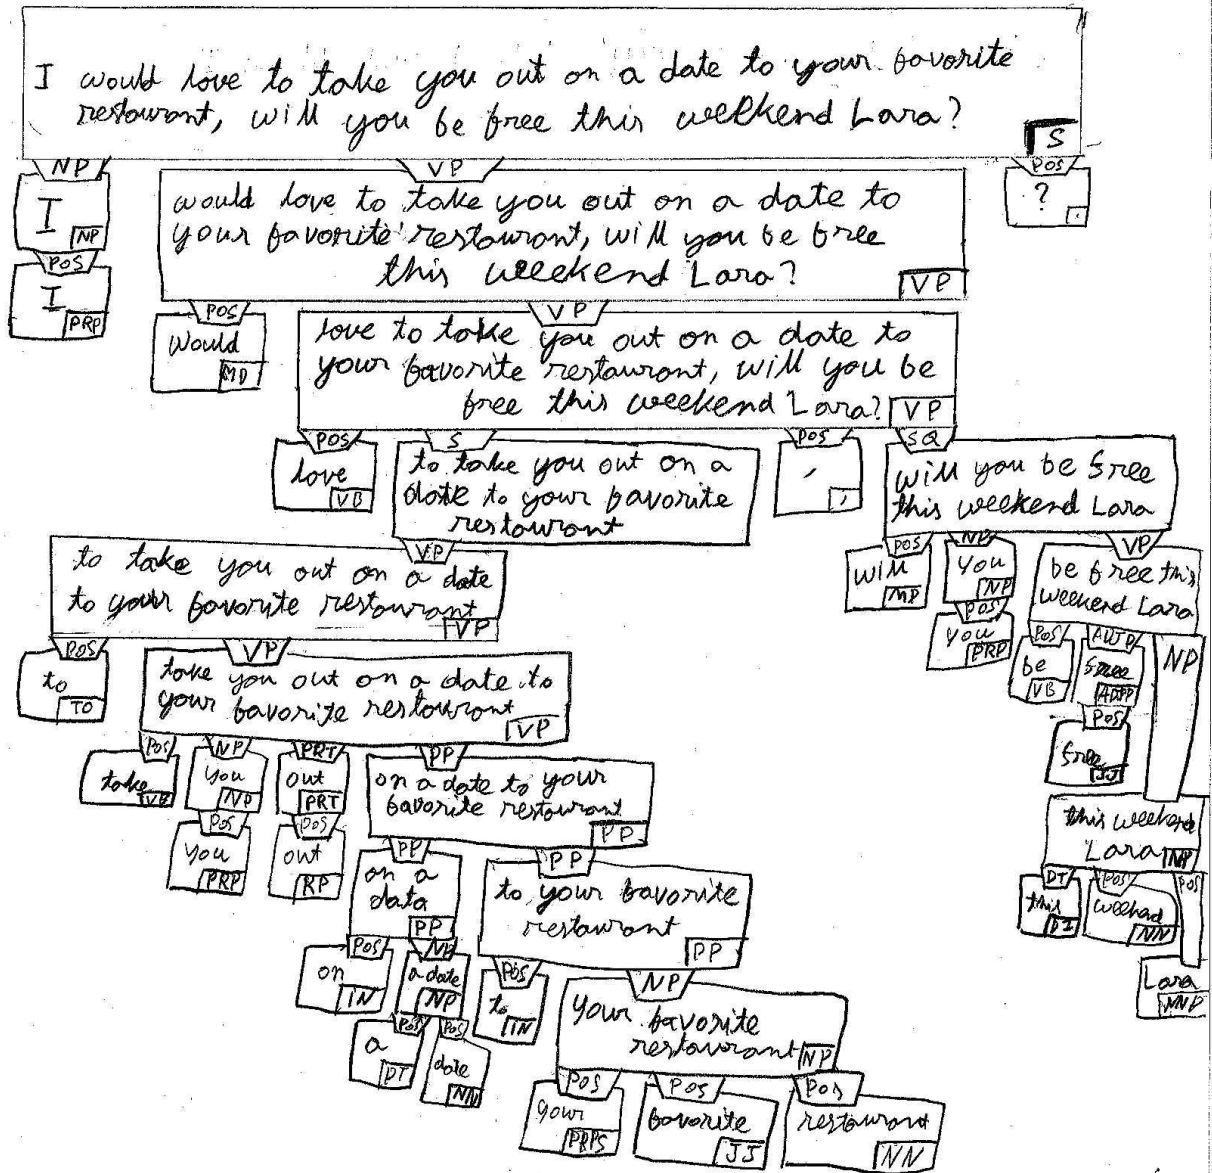 I would love to take you out on a date to your favorite
restaurant, will you be free this weekend Lara?
S
NP
VP
POS
I
NP
would love to take you out on a date to
your favorite restaurant, will you be free
this weekend Lara?
VP
?
.
POS
I
PRP
POS
Would
MD
VP
love to take you out on a date to
your favorite restaurant, will you be
free this weekend Lara?
VP
POS
love
VB
S
to take you out on a
date to your favorite
restaurant
POS
,
,
SQ
will you be free
this weekend Lara
VP
to take you out on a date
to your favorite restaurant
VP
POS
will
MD
NP
you
NP
POS
you
PRP
VP
be free this
weekend Lara
POS
be
VB
ADJP
free
ADJP
POS
free
JJ
NP
this weekend
Lara
NP
DT
this
DT
POS
weekend
NN
POS
Lara
NNP
POS
to
TO
VP
take you out on a date to
your favorite restaurant
VP
POS
take
VB
NP
you
NP
POS
you
PRP
PRT
out
PRT
POS
out
RP
PP
on a date to your
favorite restaurant
PP
PP
on a
data
PP
POS
on
IN
NP
a date
NP
POS
a
DT
POS
date
NN
PP
to your favorite
restaurant
PP
POS
to
IN
NP
your favorite
restaurant
NP
POS
your
PRPS
POS
favorite
JJ
POS
restaurant
NN